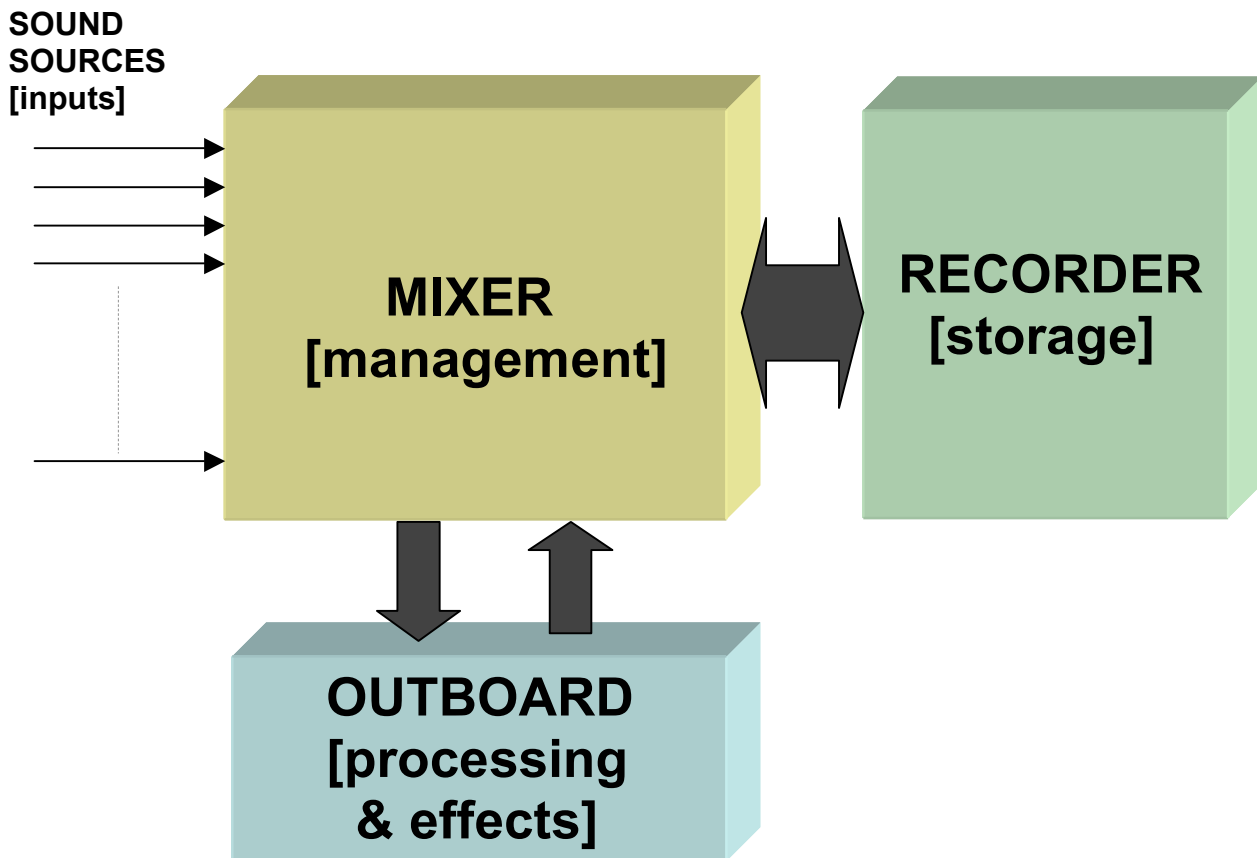 SOUND
SOURCES
[inputs]
MIXER
[management]
RECORDER
[storage]
OUTBOARD
[processing
& effects]